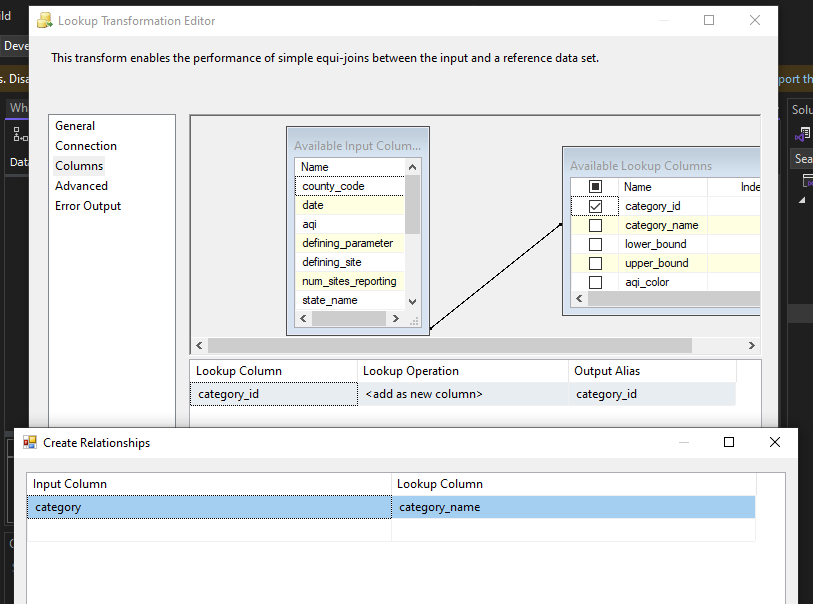 ild
Lookup Transformation Editor
Deve
This transform enables the performance of simple equi-joins between the input and a reference data set.
s. Disa
port th
Wh
Solu
General
Connection
Columns
Advanced
Error Output
Available Input Colum...
Name
county_code
date
aqi
defining_parameter
defining_site
num_sites_reporting
state_name
Available Lookup Columns
Name Inde
category_id
category_name
lower_bound
upper_bound
aqi_color
Data
Sea
Lookup Column Lookup Operation Output Alias
category_id <add as new column> category_id
Create Relationships
Input Column Lookup Column
category category_name